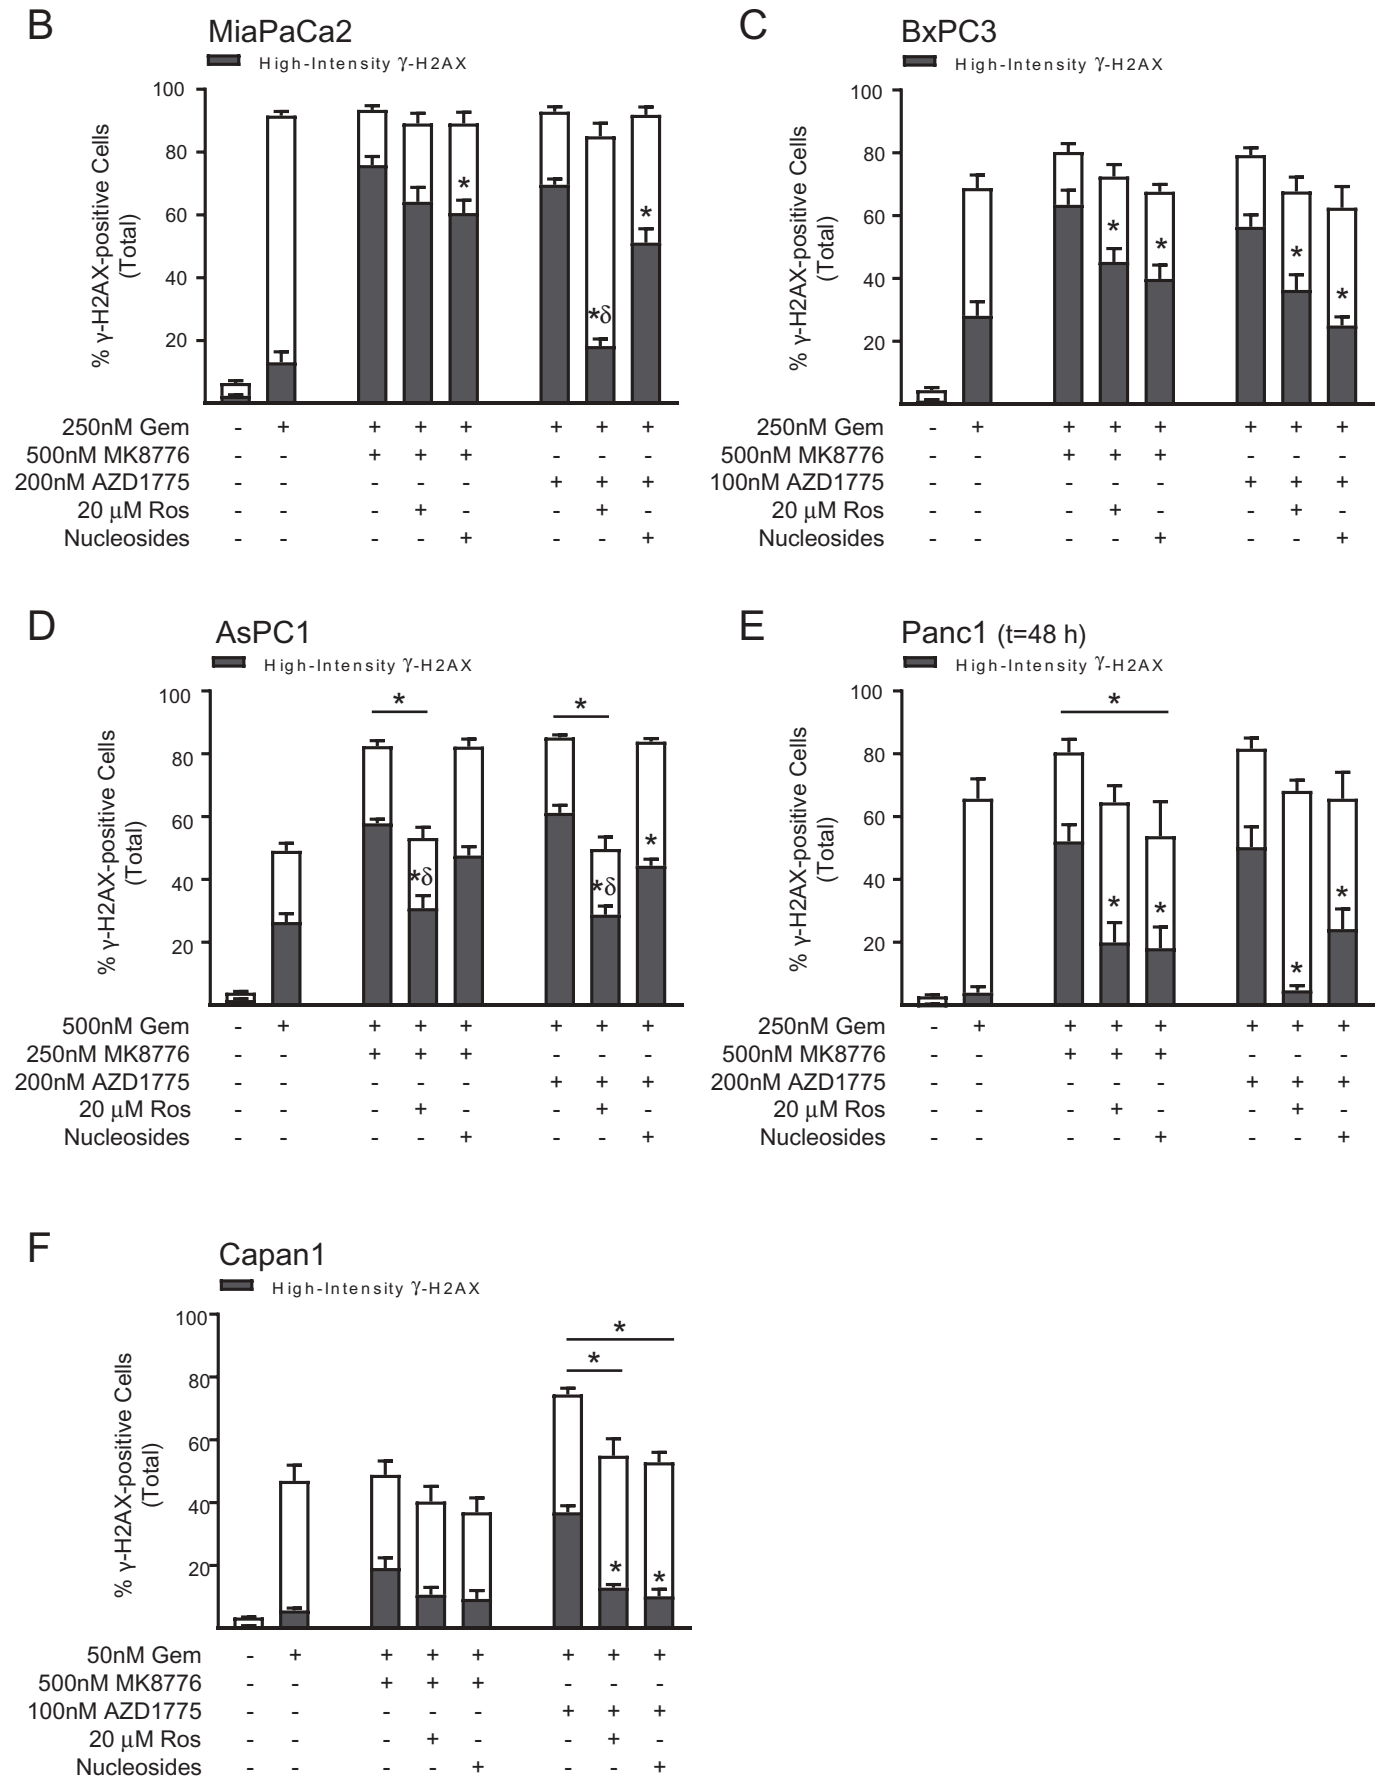 B MiaPaCa2
High-Intensity γ-H2AX
% γ-H2AX-positive Cells
(Total)
100
80
60
40
20
*
*δ
*
250nM Gem - + + + + + + +
500nM MK8776 - - + + + - - -
200nM AZD1775 - - - - - + + +
20 μM Ros - - - + - - + -
Nucleosides - - - - + - - +
C BxPC3
High-Intensity γ-H2AX
% γ-H2AX-positive Cells
(Total)
100
80
60
40
20
*
*
*
*
250nM Gem - + + + + + + +
500nM MK8776 - - + + + - - -
100nM AZD1775 - - - - - + + +
20 μM Ros - - - + - - + -
Nucleosides - - - - + - - +
D AsPC1
High-Intensity γ-H2AX
% γ-H2AX-positive Cells
(Total)
100
80
60
40
20
*
*
*δ
*δ
*
500nM Gem - + + + + + + +
250nM MK8776 - - + + + - - -
200nM AZD1775 - - - - - + + +
20 μM Ros - - - + - - + -
Nucleosides - - - - + - - +
E Panc1 (t=48 h)
High-Intensity γ-H2AX
% γ-H2AX-positive Cells
(Total)
100
80
60
40
20
*
*
*
*
*
250nM Gem - + + + + + + +
500nM MK8776 - - + + + - - -
200nM AZD1775 - - - - - + + +
20 μM Ros - - - + - - + -
Nucleosides - - - - + - - +
F Capan1
High-Intensity γ-H2AX
% γ-H2AX-positive Cells
(Total)
100
80
60
40
20
*
*
*
*
50nM Gem - + + + + + + +
500nM MK8776 - - + + + - - -
100nM AZD1775 - - - - - + + +
20 μM Ros - - - + - - + -
Nucleosides - - - - + - - +